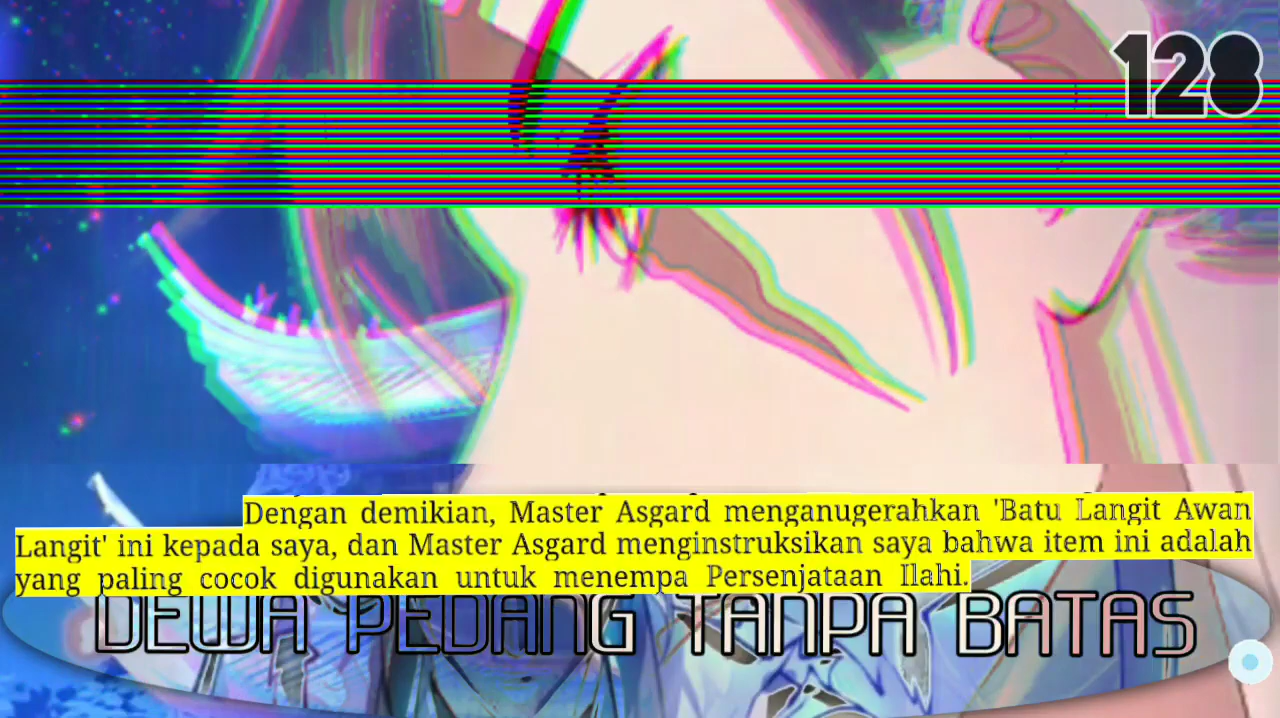 128
Dengan demikian, Master Asgard menganugerahkan 'Batu Langit Awan
Langit' ini kepada saya, dan Master Asgard menginstruksikan saya bahwa item ini adalah
yang paling cocok digunakan untuk menempa Persenjataan Ilahi.
DEWA PEDANG TANPA BATAS